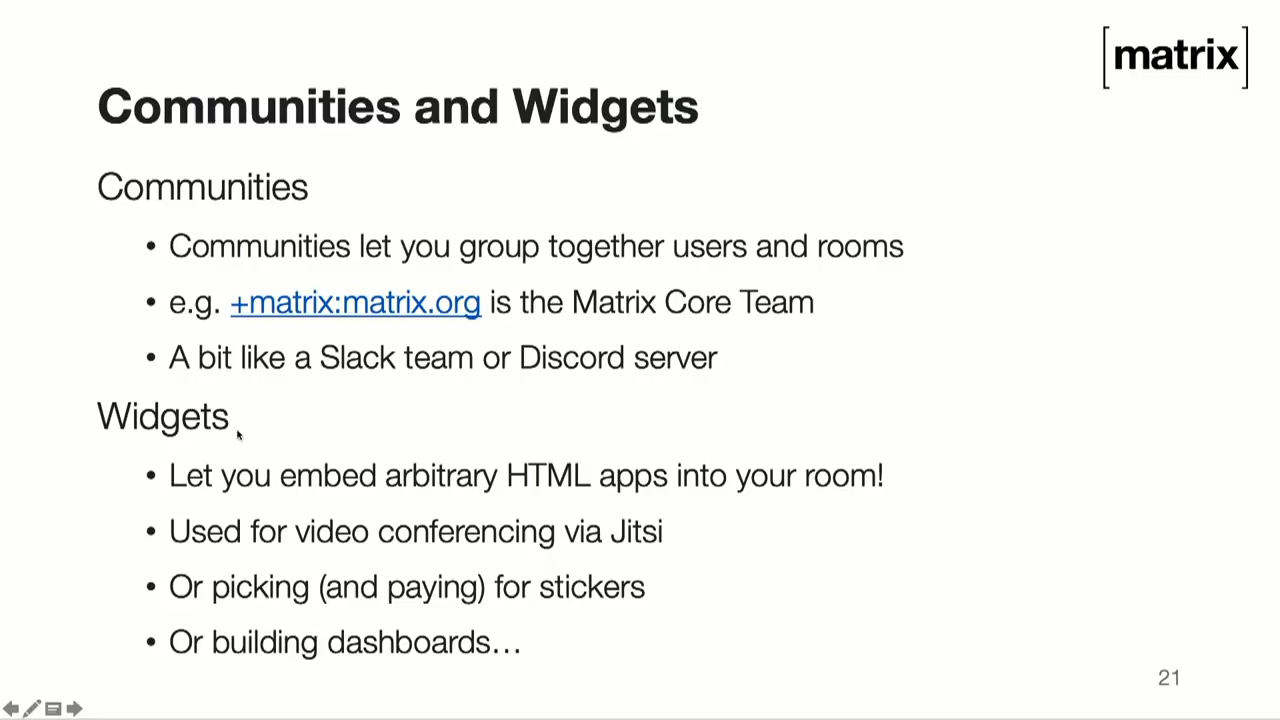 [matrix]
Communities and Widgets
Communities
• Communities let you group together users and rooms
• e.g. +matrix:matrix.org is the Matrix Core Team
• A bit like a Slack team or Discord server
Widgets
• Let you embed arbitrary HTML apps into your room!
• Used for video conferencing via Jitsi
• Or picking (and paying) for stickers
• Or building dashboards…
21